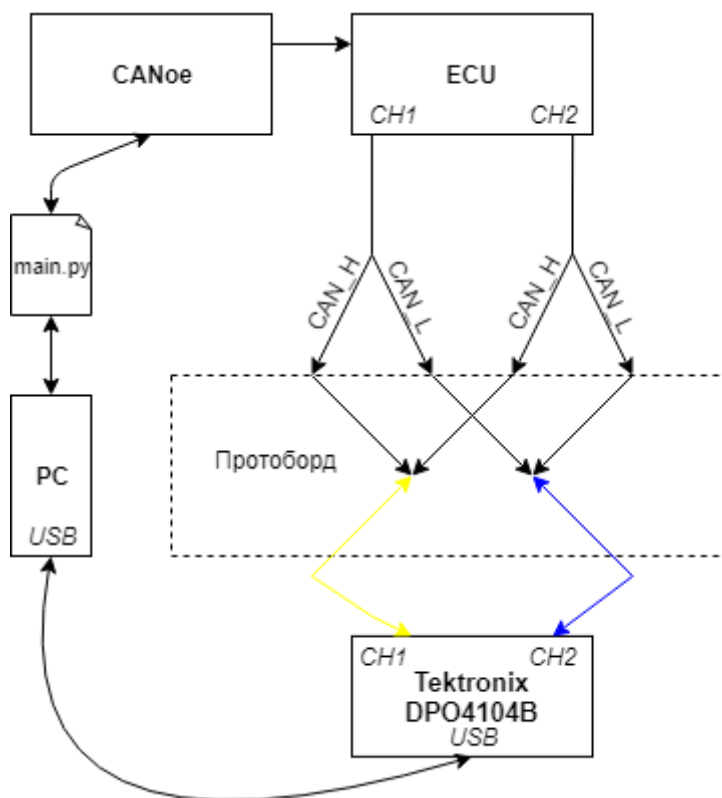 CANoe
ECU
CH1
CH2
main.py
CAN_H
CAN_L
CAN_H
CAN_L
Протоборд
PC
USB
CH1
CH2
Tektronix
DPO4104B
USB